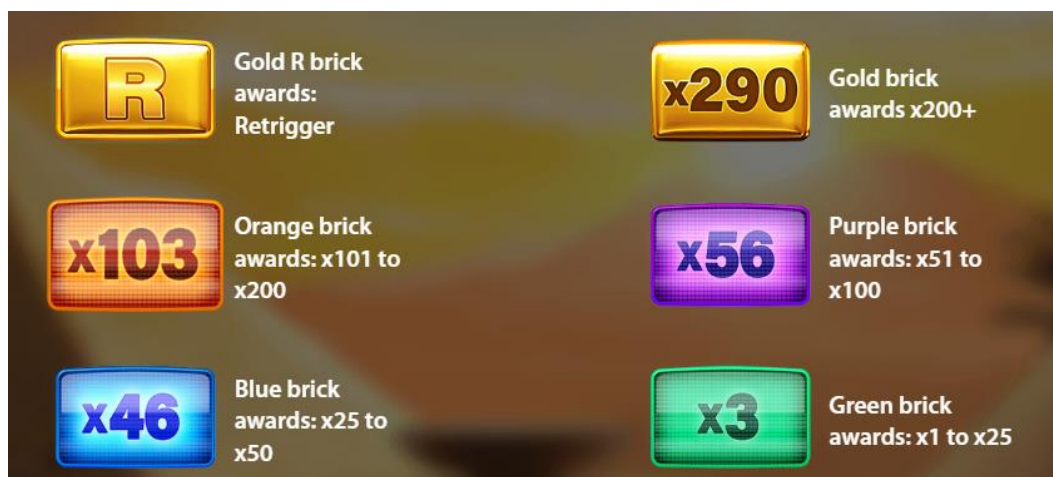 R
Gold R brick
awards:
Retrigger
x290
Gold brick
awards x200+
x103
Orange brick
awards: x101 to
x200
x56
Purple brick
awards: x51 to
x100
x46
Blue brick
awards: x25 to
x50
x3
Green brick
awards: x1 to x25